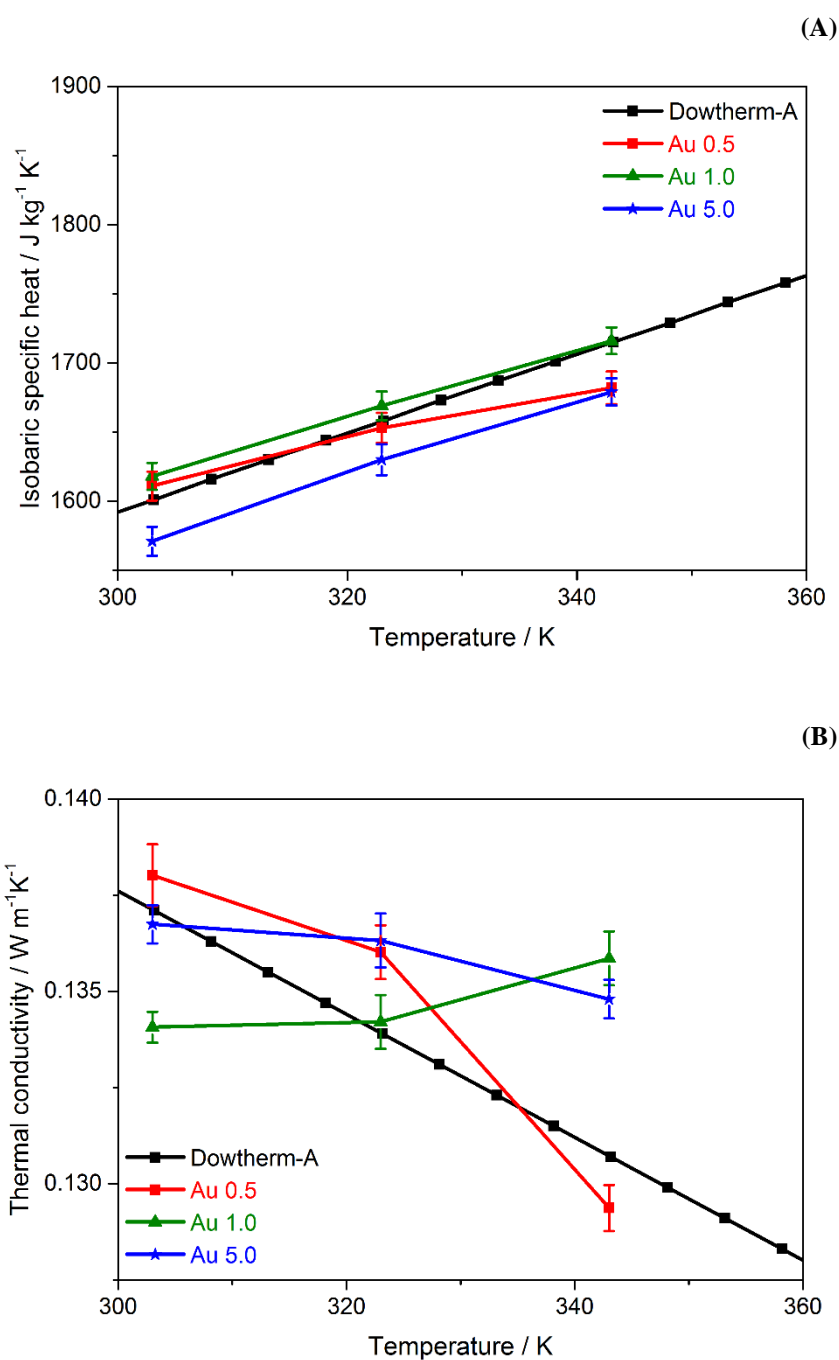 (A)
1900
1800
1700
1600
Isobaric specific heat / J kg⁻¹ K⁻¹
Dowtherm-A
Au 0.5
Au 1.0
Au 5.0
300
320
340
360
Temperature / K
(B)
0.140
0.135
0.130
Thermal conductivity / W m⁻¹K⁻¹
Dowtherm-A
Au 0.5
Au 1.0
Au 5.0
300
320
340
360
Temperature / K